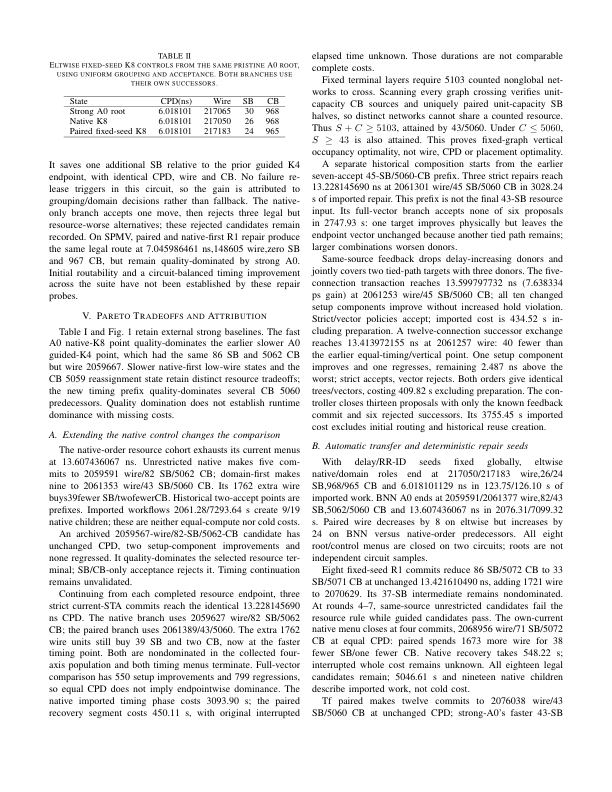 TABLE II
ELTWISE FIXED-SEED K8 CONTROLS FROM THE SAME PRISTINE A0 ROOT,
USING UNIFORM GROUPING AND ACCEPTANCE. BOTH BRANCHES USE
THEIR OWN SUCCESSORS.
State CPD(ns) Wire SB CB
Strong A0 root 6.018101 217065 30 968
Native K8 6.018101 217050 26 968
Paired fixed-seed K8 6.018101 217183 24 965
It saves one additional SB relative to the prior guided K4
endpoint, with identical CPD, wire and CB. No failure re-
lease triggers in this circuit, so the gain is attributed to
grouping/domain decisions rather than fallback. The native-
only branch accepts one move, then rejects three legal but
resource-worse alternatives; these rejected candidates remain
recorded. On SPMV, paired and native-first R1 repair produce
the same legal route at 7.045986461 ns,148605 wire,zero SB
and 967 CB, but remain quality-dominated by strong A0.
Initial routability and a circuit-balanced timing improvement
across the suite have not been established by these repair
probes.
V. PARETO TRADEOFFS AND ATTRIBUTION
Table I and Fig. 1 retain external strong baselines. The fast
A0 native-K8 point quality-dominates the earlier slower A0
guided-K4 point, which had the same 86 SB and 5062 CB
but wire 2059667. Slower native-first low-wire states and the
CB 5059 reassignment state retain distinct resource tradeoffs;
the new timing prefix quality-dominates several CB 5060
predecessors. Quality domination does not establish runtime
dominance with missing costs.
A. Extending the native control changes the comparison
The native-order resource cohort exhausts its current menus
at 13.607436067 ns. Unrestricted native makes five com-
mits to 2059591 wire/82 SB/5062 CB; domain-first makes
nine to 2061353 wire/43 SB/5060 CB. Its 1762 extra wire
buys39fewer SB/twofewerCB. Historical two-accept points are
prefixes. Imported workflows 2061.28/7293.64 s create 9/19
native children; these are neither equal-compute nor cold costs.
An archived 2059567-wire/82-SB/5062-CB candidate has
unchanged CPD, two setup-component improvements and
none regressed. It quality-dominates the selected resource ter-
minal; SB/CB-only acceptance rejects it. Timing continuation
remains unvalidated.
Continuing from each completed resource endpoint, three
strict current-STA commits reach the identical 13.228145690
ns CPD. The native branch uses 2059627 wire/82 SB/5062
CB; the paired branch uses 2061389/43/5060. The extra 1762
wire units still buy 39 SB and two CB, now at the faster
timing point. Both are nondominated in the collected four-
axis population and both timing menus terminate. Full-vector
comparison has 550 setup improvements and 799 regressions,
so equal CPD does not imply endpointwise dominance. The
native imported timing phase costs 3093.90 s; the paired
recovery segment costs 450.11 s, with original interrupted
elapsed time unknown. Those durations are not comparable
complete costs.
Fixed terminal layers require 5103 counted nonglobal net-
works to cross. Scanning every graph crossing verifies unit-
capacity CB sources and uniquely paired unit-capacity SB
halves, so distinct networks cannot share a counted resource.
Thus S + C ≥ 5103, attained by 43/5060. Under C ≤ 5060,
S ≥ 43 is also attained. This proves fixed-graph vertical
occupancy optimality, not wire, CPD or placement optimality.
A separate historical composition starts from the earlier
seven-accept 45-SB/5060-CB prefix. Three strict repairs reach
13.228145690 ns at 2061301 wire/45 SB/5060 CB in 3028.24
s of imported repair. This prefix is not the final 43-SB resource
input. Its full-vector branch accepts none of six proposals
in 2747.93 s: one target improves physically but leaves the
endpoint vector unchanged because another tied path remains;
larger combinations worsen donors.
Same-source feedback drops delay-increasing donors and
jointly covers two tied-path targets with three donors. The five-
connection transaction reaches 13.599797732 ns (7.638334
ps gain) at 2061253 wire/45 SB/5060 CB; all ten changed
setup components improve without increased hold violation.
Strict/vector policies accept; imported cost is 434.52 s in-
cluding preparation. A twelve-connection successor exchange
reaches 13.413972155 ns at 2061257 wire: 40 fewer than
the earlier equal-timing/vertical point. One setup component
improves and one regresses, remaining 2.487 ns above the
worst; strict accepts, vector rejects. Both orders give identical
trees/vectors, costing 409.82 s excluding preparation. The con-
troller closes thirteen proposals with only the known feedback
commit and six rejected successors. Its 3755.45 s imported
cost excludes initial routing and historical reuse creation.
B. Automatic transfer and deterministic repair seeds
With delay/RR-ID seeds fixed globally, eltwise
native/domain roles end at 217050/217183 wire,26/24
SB,968/965 CB and 6.018101129 ns in 123.75/126.10 s of
imported work. BNN A0 ends at 2059591/2061377 wire,82/43
SB,5062/5060 CB and 13.607436067 ns in 2076.31/7099.32
s. Paired wire decreases by 8 on eltwise but increases by
24 on BNN versus native-order predecessors. All eight
root/control menus are closed on two circuits; roots are not
independent circuit samples.
Eight fixed-seed R1 commits reduce 86 SB/5072 CB to 33
SB/5071 CB at unchanged 13.421610490 ns, adding 1721 wire
to 2070629. Its 37-SB intermediate remains nondominated.
At rounds 4–7, same-source unrestricted candidates fail the
resource rule while guided candidates pass. The own-current
native menu closes at four commits, 2068956 wire/71 SB/5072
CB at equal CPD: paired spends 1673 more wire for 38
fewer SB/one fewer CB. Native recovery takes 548.22 s;
interrupted whole cost remains unknown. All eighteen legal
candidates remain; 5046.61 s and nineteen native children
describe imported work, not cold cost.
Tf paired makes twelve commits to 2076038 wire/43
SB/5060 CB at unchanged CPD; strong-A0's faster 43-SB